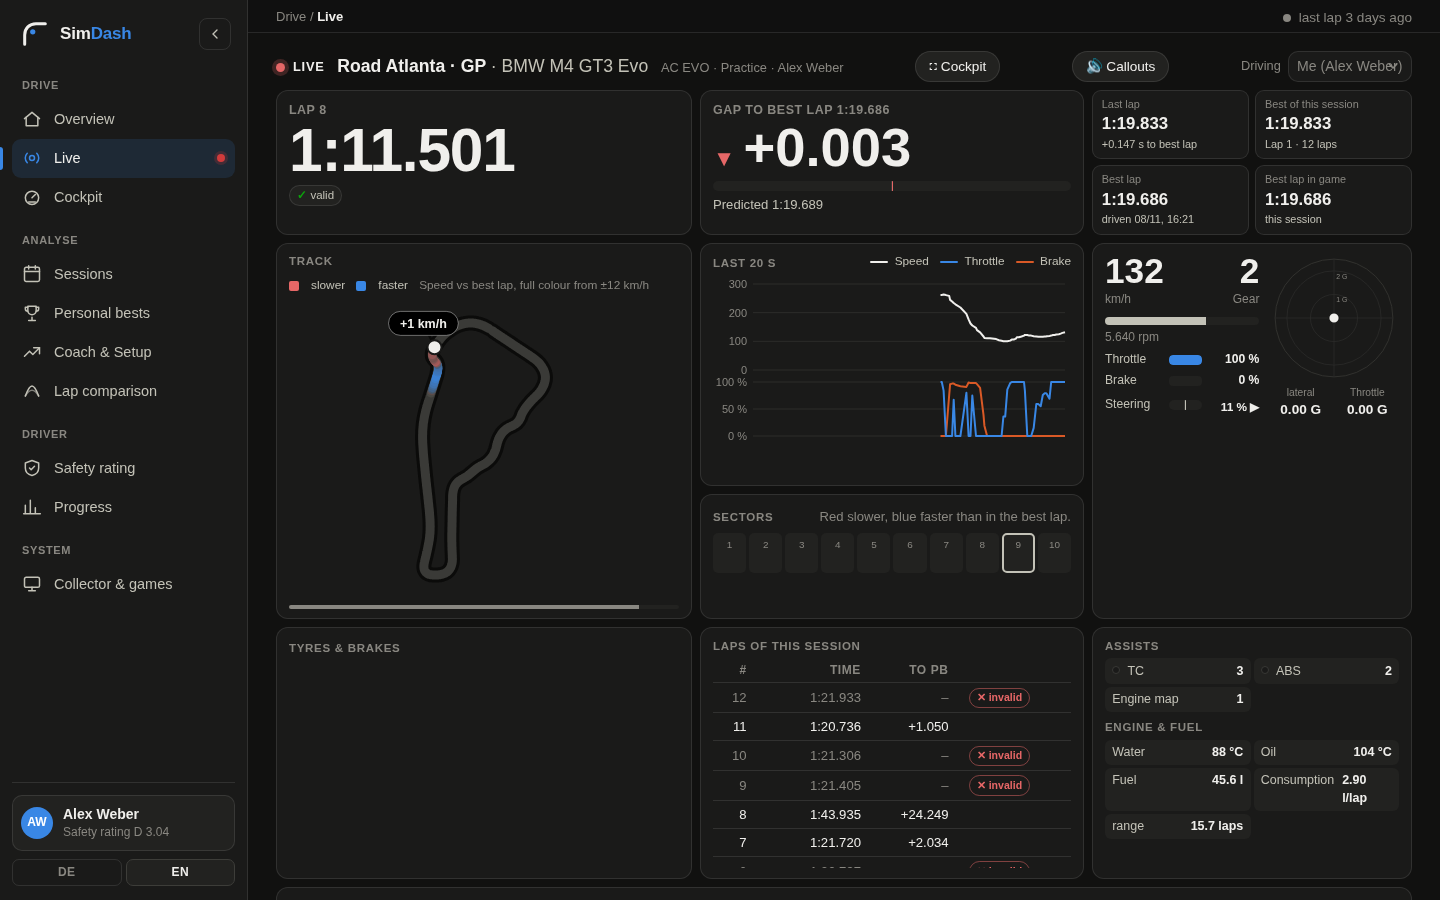 SimDash
DRIVE
Overview
Live
Cockpit
ANALYSE
Sessions
Personal bests
Coach & Setup
Lap comparison
DRIVER
Safety rating
Progress
SYSTEM
Collector & games
AW
Alex Weber
Safety rating D 3.04
DE
EN
Drive / Live
last lap 3 days ago
LIVE Road Atlanta · GP · BMW M4 GT3 Evo AC EVO · Practice · Alex Weber
Cockpit
Callouts
Driving Me (Alex Weber)
LAP 8
1:11.501
✓ valid
GAP TO BEST LAP 1:19.686
▼ +0.003
Predicted 1:19.689
Last lap
1:19.833
+0.147 s to best lap
Best of this session
1:19.833
Lap 1 · 12 laps
Best lap
1:19.686
driven 08/11, 16:21
Best lap in game
1:19.686
this session
TRACK
slower faster Speed vs best lap, full colour from ±12 km/h
+1 km/h
LAST 20 S
Speed Throttle Brake
300
200
100
0
100 %
50 %
0 %
SECTORS
Red slower, blue faster than in the best lap.
1 2 3 4 5 6 7 8 9 10
132
km/h
2
Gear
5.640 rpm
Throttle 100 %
Brake 0 %
Steering 11 % ▶
2 G
1 G
lateral
0.00 G
Throttle
0.00 G
TYRES & BRAKES
LAPS OF THIS SESSION
# TIME TO PB
12 1:21.933 – ✕ invalid
11 1:20.736 +1.050
10 1:21.306 – ✕ invalid
9 1:21.405 – ✕ invalid
8 1:43.935 +24.249
7 1:21.720 +2.034
ASSISTS
TC 3
ABS 2
Engine map 1
ENGINE & FUEL
Water 88 °C
Oil 104 °C
Fuel 45.6 l
Consumption 2.90
l/lap
range 15.7 laps